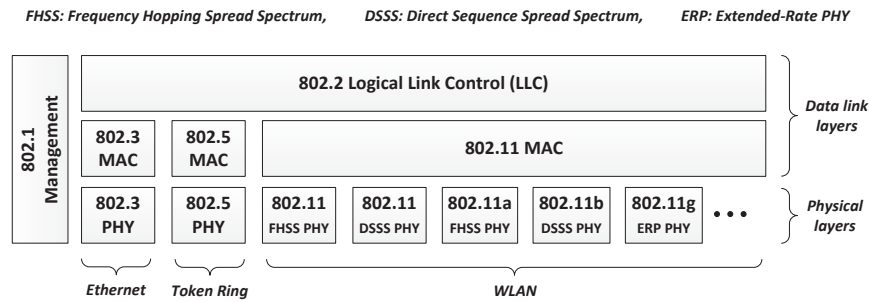 FHSS: Frequency Hopping Spread Spectrum, DSSS: Direct Sequence Spread Spectrum, ERP: Extended-Rate PHY
802.1
Management
802.2 Logical Link Control (LLC)
Data link
layers
802.3
MAC
802.5
MAC
802.11 MAC
802.3
PHY
802.5
PHY
802.11
FHSS PHY
802.11
DSSS PHY
802.11a
FHSS PHY
802.11b
DSSS PHY
802.11g
ERP PHY
• • •
Physical
layers
Ethernet
Token Ring
WLAN